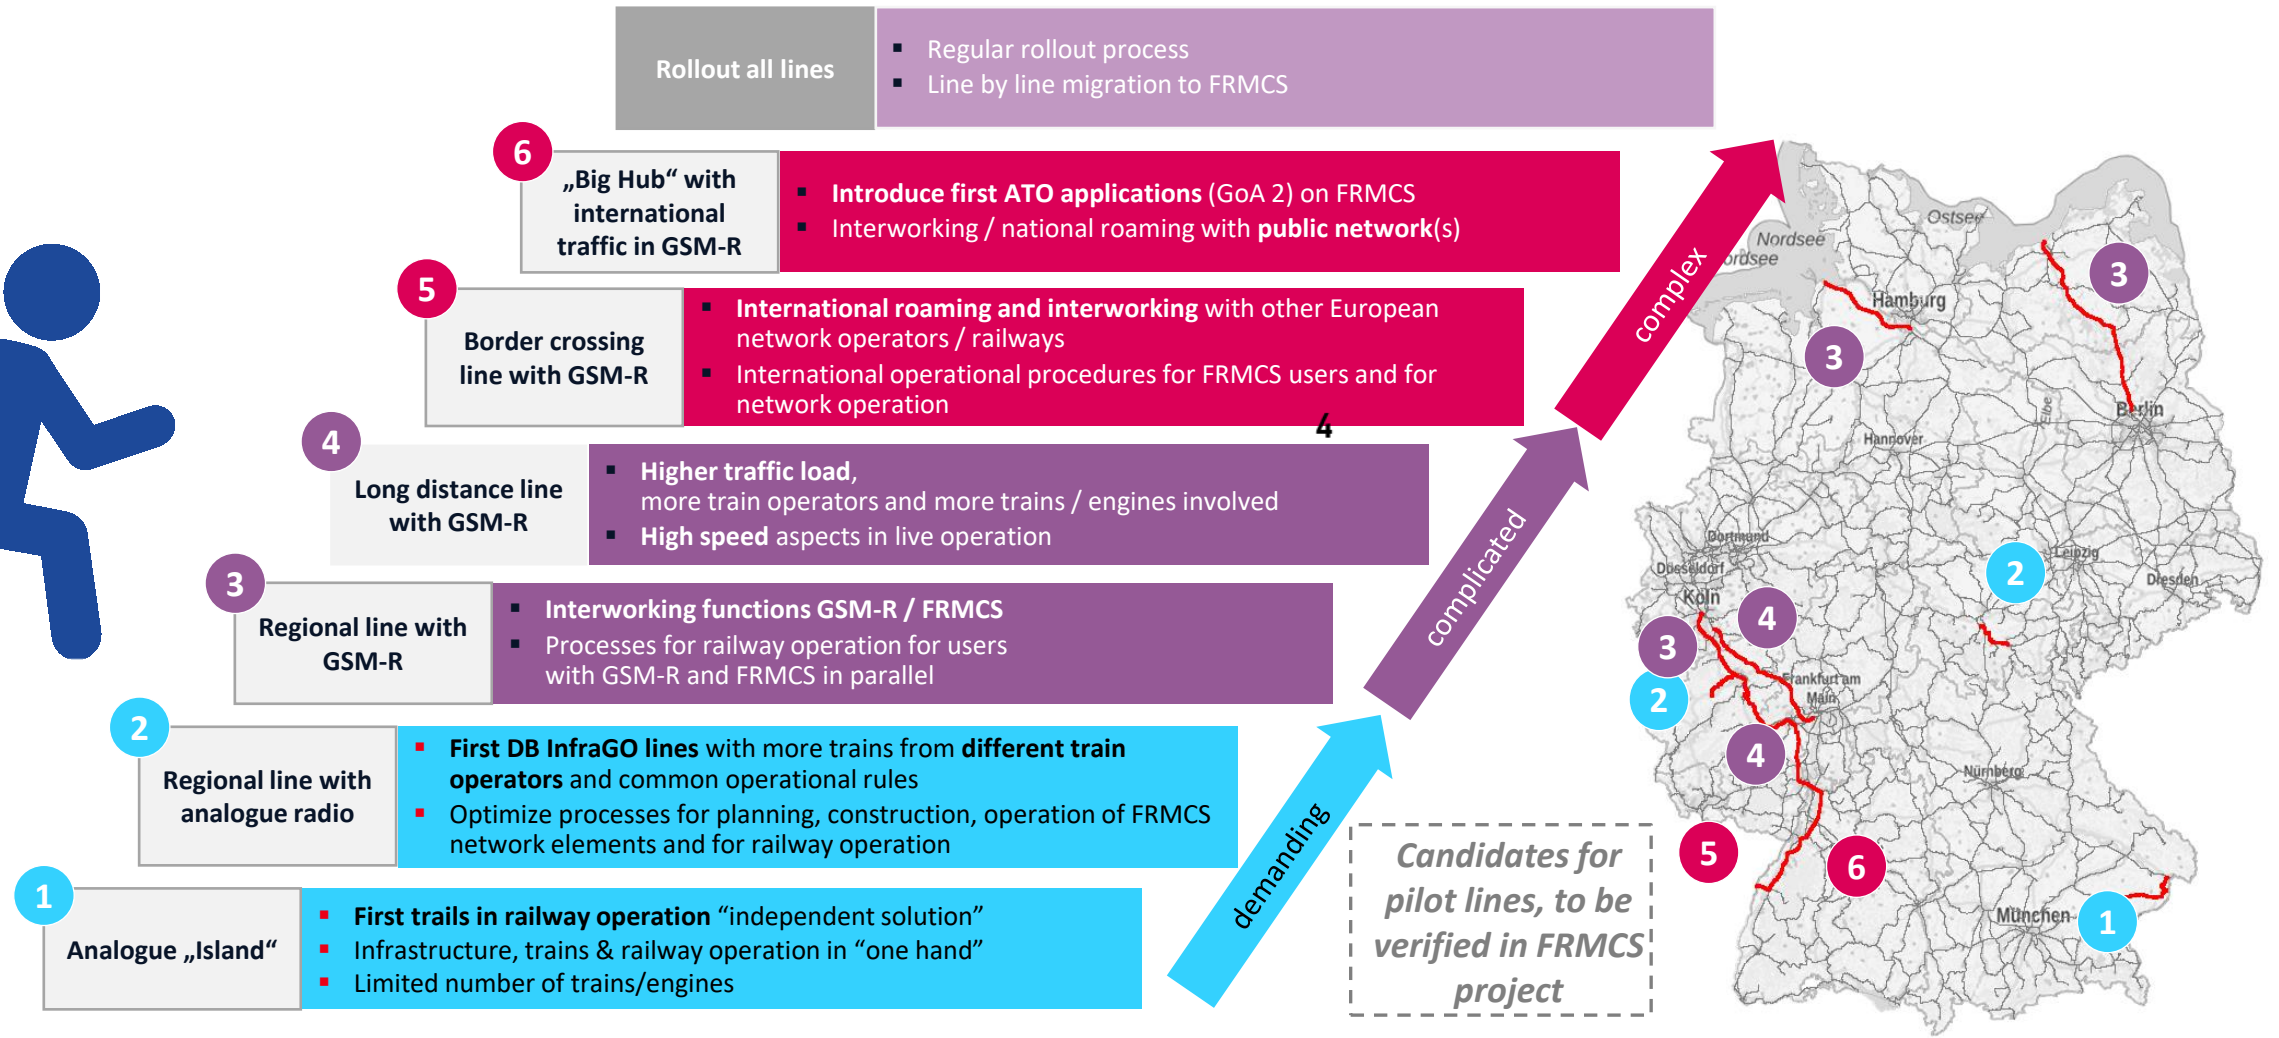 Rollout all lines
▪ Regular rollout process
▪ Line by line migration to FRMCS
6
„Big Hub“ with
international
traffic in GSM-R
▪ Introduce first ATO applications (GoA 2) on FRMCS
▪ Interworking / national roaming with public network(s)
5
Border crossing
line with GSM-R
▪ International roaming and interworking with other European
network operators / railways
▪ International operational procedures for FRMCS users and for
network operation
4
4
Long distance line
with GSM-R
▪ Higher traffic load,
more train operators and more trains / engines involved
▪ High speed aspects in live operation
3
Regional line with
GSM-R
▪ Interworking functions GSM-R / FRMCS
▪ Processes for railway operation for users
with GSM-R and FRMCS in parallel
2
Regional line with
analogue radio
▪ First DB InfraGO lines with more trains from different train
operators and common operational rules
▪ Optimize processes for planning, construction, operation of FRMCS
network elements and for railway operation
1
Analogue „Island“
▪ First trails in railway operation “independent solution”
▪ Infrastructure, trains & railway operation in “one hand”
▪ Limited number of trains/engines
complex
complicated
demanding
Candidates for
pilot lines, to be
verified in FRMCS
project
Ostsee
Nordsee
ordsee
3
Hamburg
3
Berlin
Elbe
Hannover
Dortmund
Düsseldorf
Leipzig
2
Dresden
Köln
4
3
2
Frankfurt am
Main
4
Nürnberg
5
6
München
1